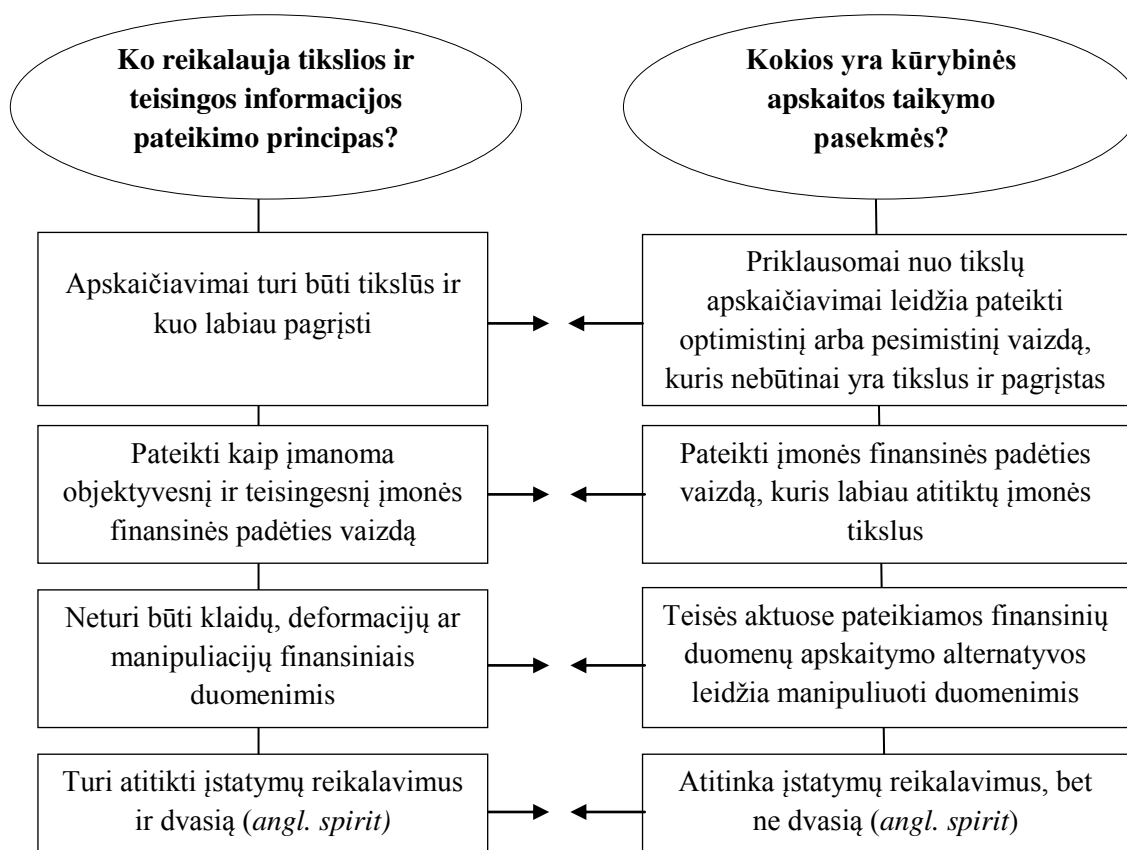 Ko reikalauja tikslios ir
teisingos informacijos
pateikimo principas?
Kokios yra kūrybinės
apskaitos taikymo
pasekmės?
Apskaičiavimai turi būti tikslūs ir
kuo labiau pagrįsti
Priklausomai nuo tikslų
apskaičiavimai leidžia pateikti
optimistinį arba pesimistinį vaizdą,
kuris nebūtinai yra tikslus ir pagrįstas
Pateikti kaip įmanoma
objektyvesnį ir teisingesnį įmonės
finansinės padėties vaizdą
Pateikti įmonės finansinės padėties
vaizdą, kuris labiau atitiktų įmonės
tikslus
Neturi būti klaidų, deformacijų ar
manipuliacijų finansiniais
duomenimis
Teisės aktuose pateikiamos finansinių
duomenų apskaitymo alternatyvos
leidžia manipuliuoti duomenimis
Turi atitikti įstatymų reikalavimus
ir dvasią (angl. spirit)
Atitinka įstatymų reikalavimus, bet
ne dvasią (angl. spirit)